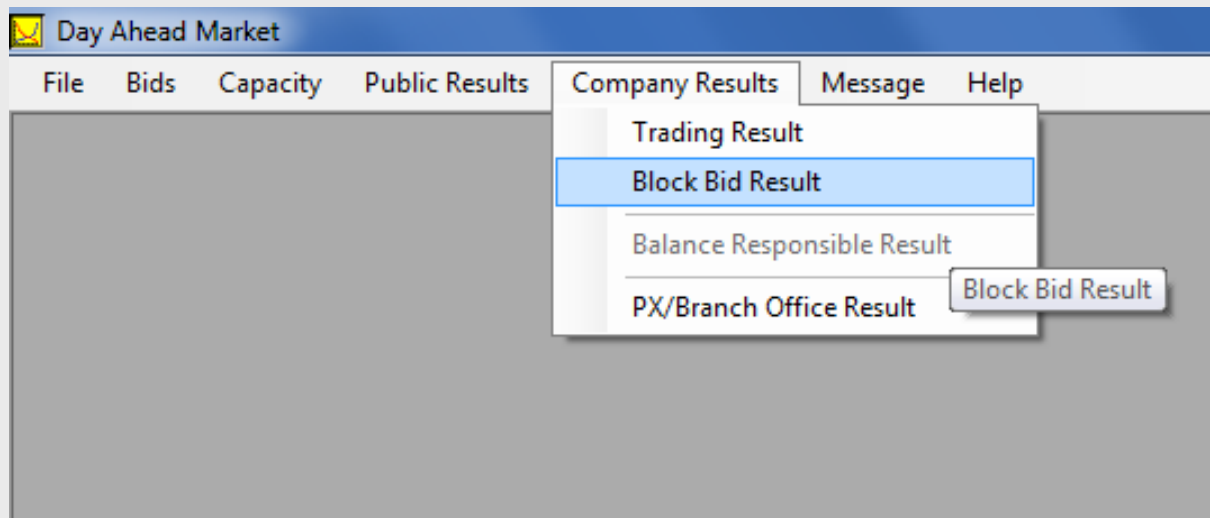 Day Ahead Market
File Bids Capacity Public Results Company Results Message Help
Trading Result
Block Bid Result
Balance Responsible Result
Block Bid Result
PX/Branch Office Result